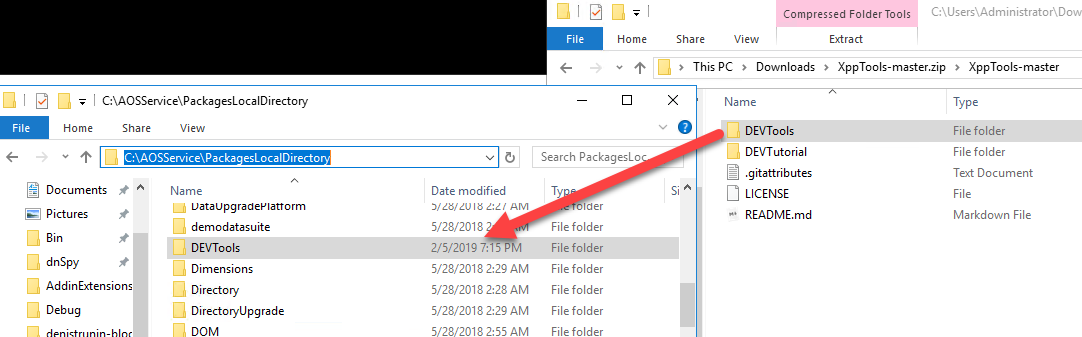 Compressed Folder Tools
C:\Users\Administrator\Dow
File
Home
Share
View
Extract
This PC > Downloads > XppTools-master.zip > XppTools-master
Name
Type
DEVTools
File folder
DEVTutorial
File folder
.gitattributes
Text Document
LICENSE
File
README.md
Markdown File
C:\AOSService\PackagesLocalDirectory
File
Home
Share
View
C:\AOSService\PackagesLocalDirectory
Search PackagesLoc
Documents
Pictures
Bin
dnSpy
AddinExtensions
Debug
denistrunin-blo
Name
Date modified
Type
Si
DataUpgradePlatform
5/28/2018 2:27 AM
File folder
demodatasuite
5/28/2018
File folder
DEVTools
2/5/2019 7:15 PM
File folder
Dimensions
5/28/2018 2:29 AM
File folder
Directory
5/28/2018 2:28 AM
File folder
DirectoryUpgrade
5/28/2018 2:29 AM
File folder
DOM
5/28/2018 2:55 AM
File folder